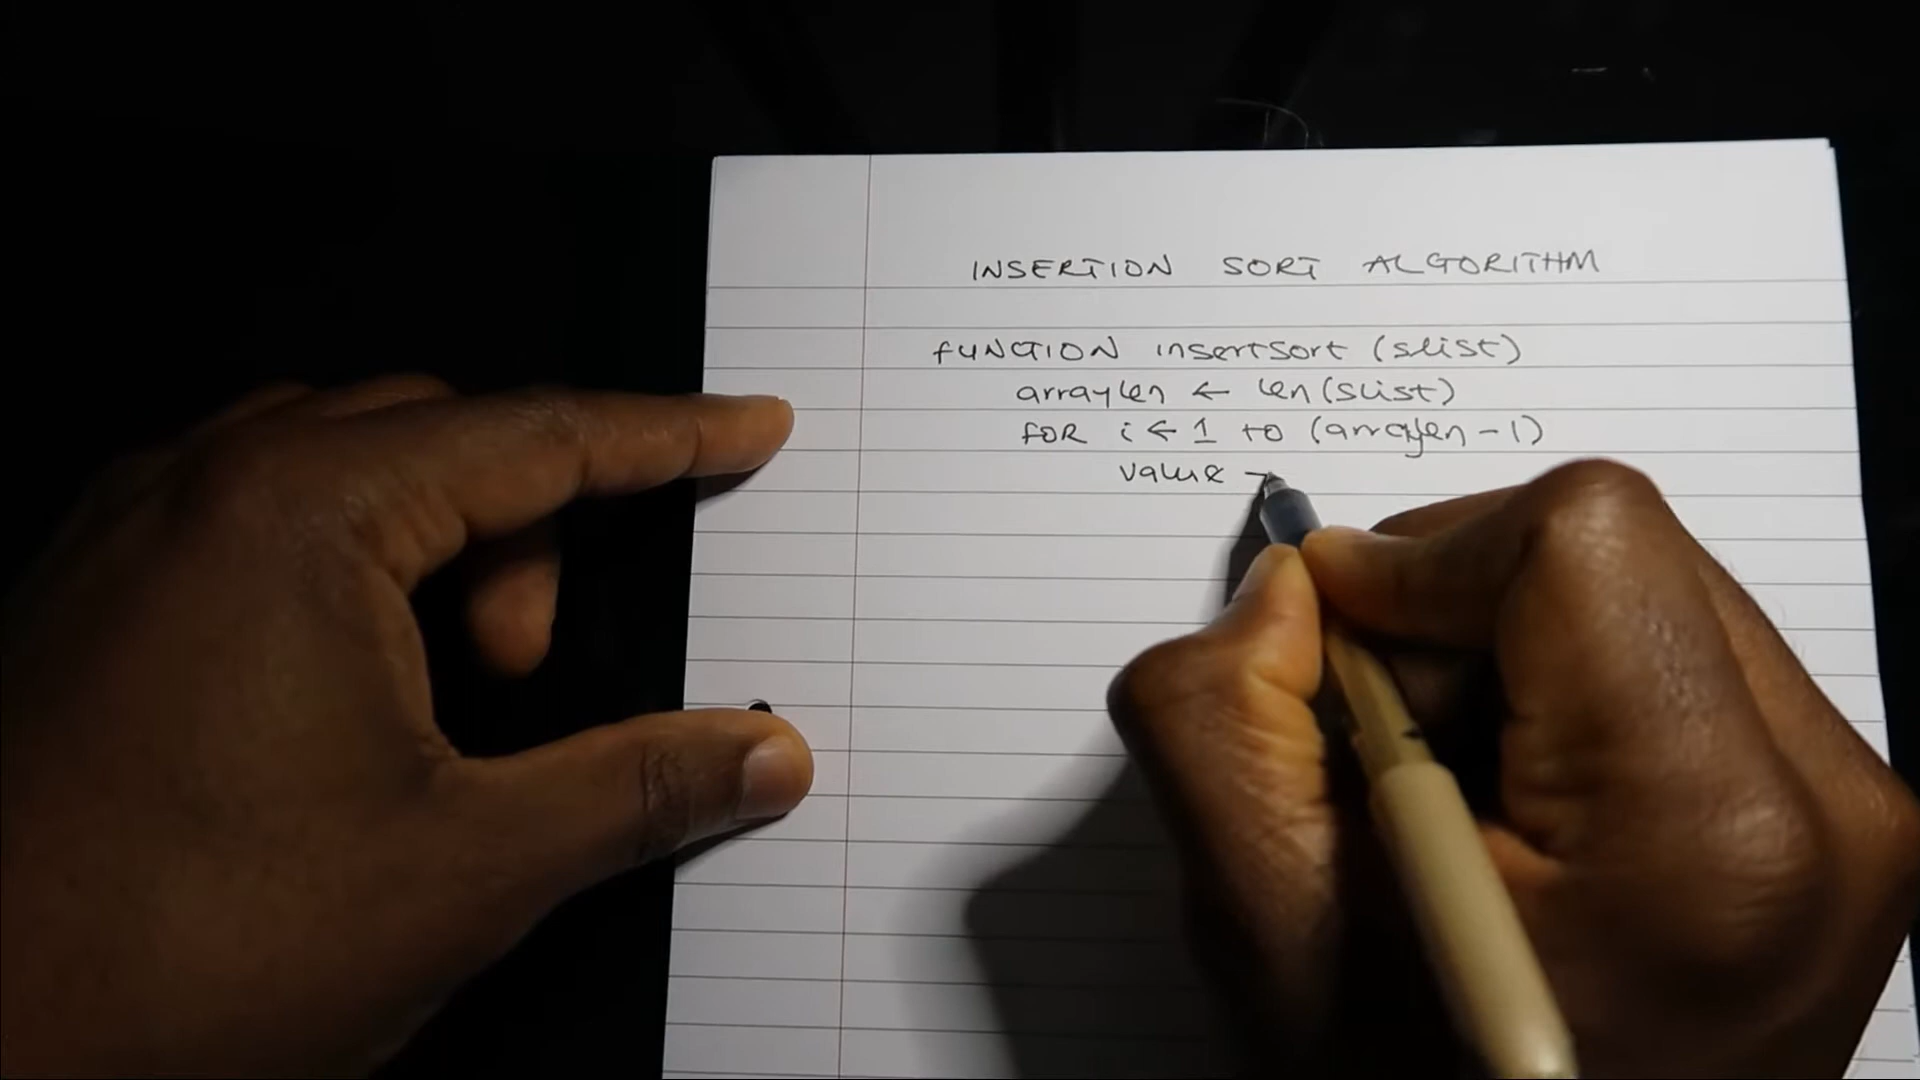 INSERTION SORT ALGORITHM
FUNCTION insertsort (slist)
arraylen ← len(slist)
FOR i ← 1 to (arraylen - 1)
value